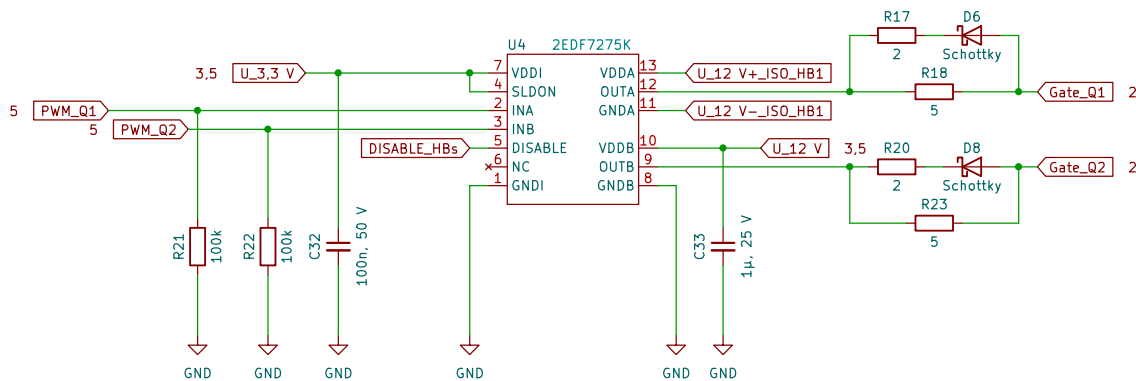 U4 2EDF7275K
3,5 U_3,3 V
5 PWM_Q1
5 PWM_Q2
DISABLE_HBs
7 VDDI
4 SLDON
2 INA
3 INB
5 DISABLE
6 NC
1 GNDI
VDDA 13
OUTA 12
GNDA 11
VDDB 10
OUTB 9
GNDB 8
U_12 V+_ISO_HB1
U_12 V-_ISO_HB1
U_12 V 3,5
R17
2
D6
Schottky
R18
5
Gate_Q1 2
R20
2
D8
Schottky
R23
5
Gate_Q2 2
R21
100k
R22
100k
C32
100n, 50 V
C33
1µ, 25 V
GND
GND
GND
GND
GND
GND